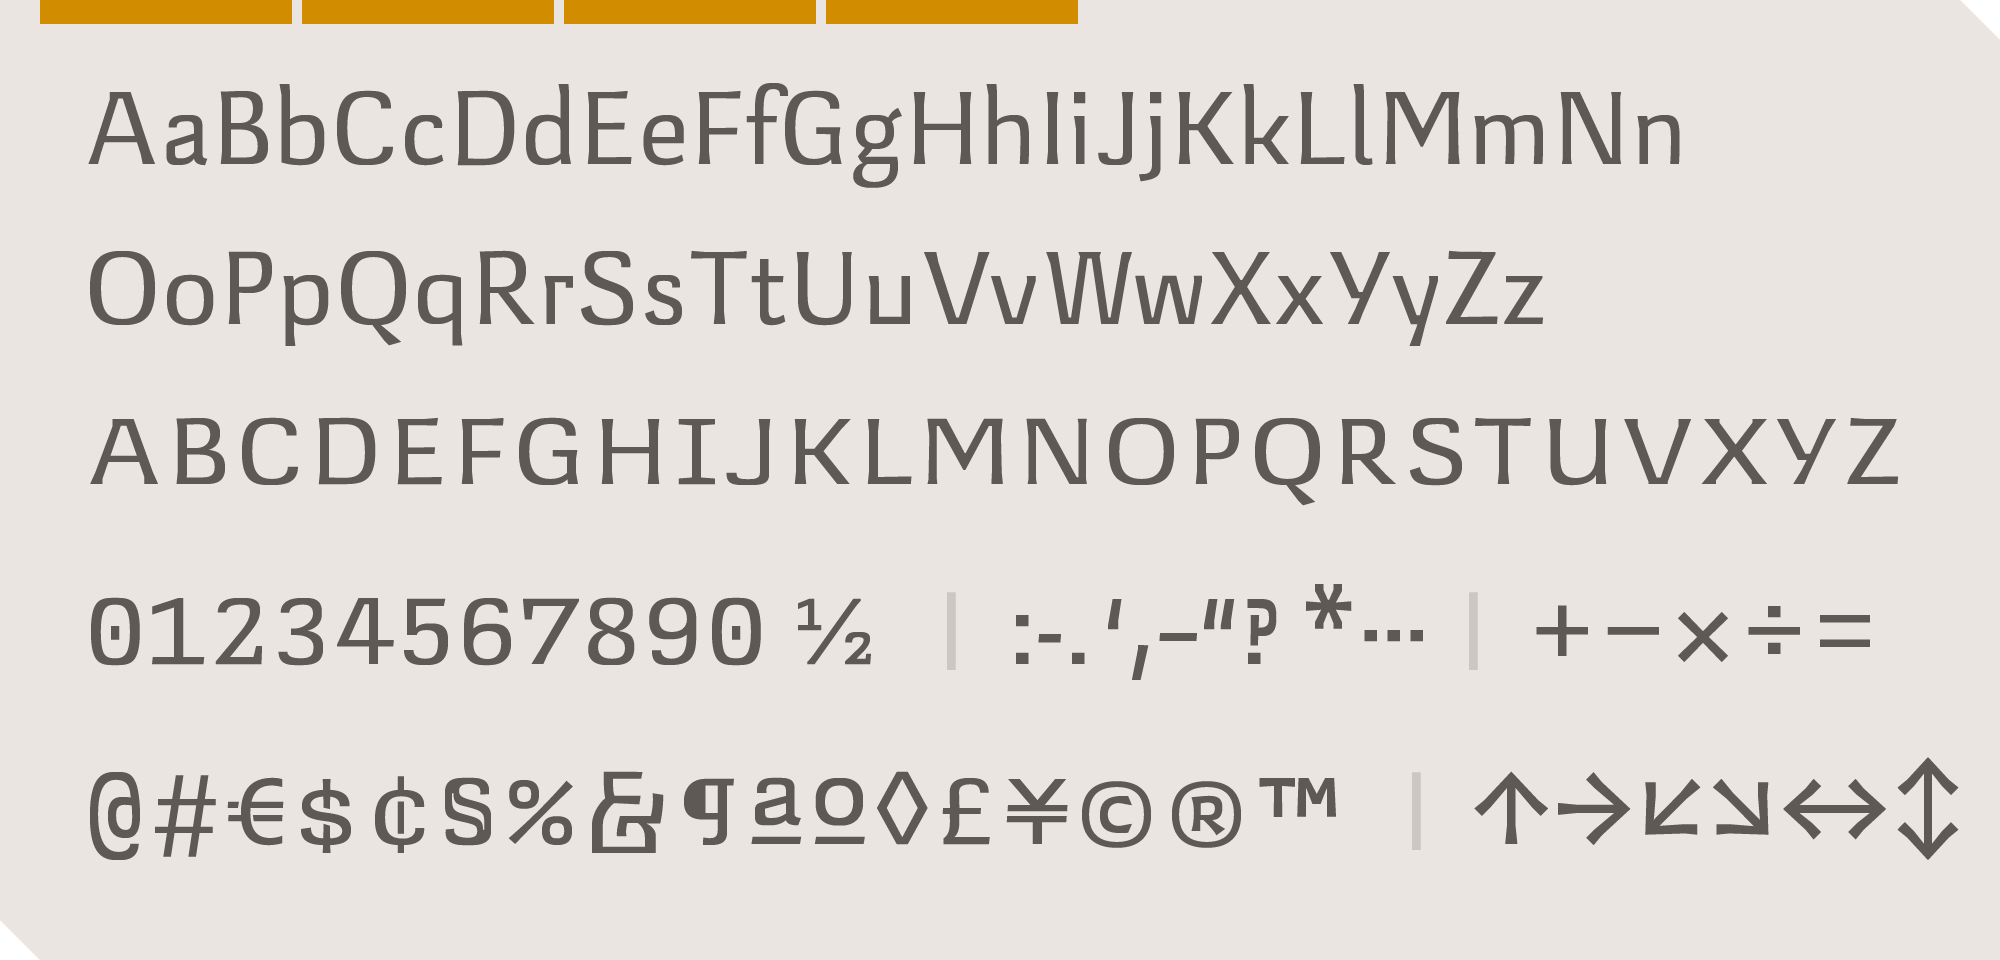 AaBbCcDdEeFfGgHhIiJjKkLlMmNn
OoPpQqRrSsTtUuVvWwXxYyZz
ABCDEFGHIJKLMNOPQRSTUVXYZ
01234567890 ½ | :-.‘,–“? *… | +−×÷=
@#€$¢§%&¶ªº◊£¥©®™ | ↑→↙↘↔↕